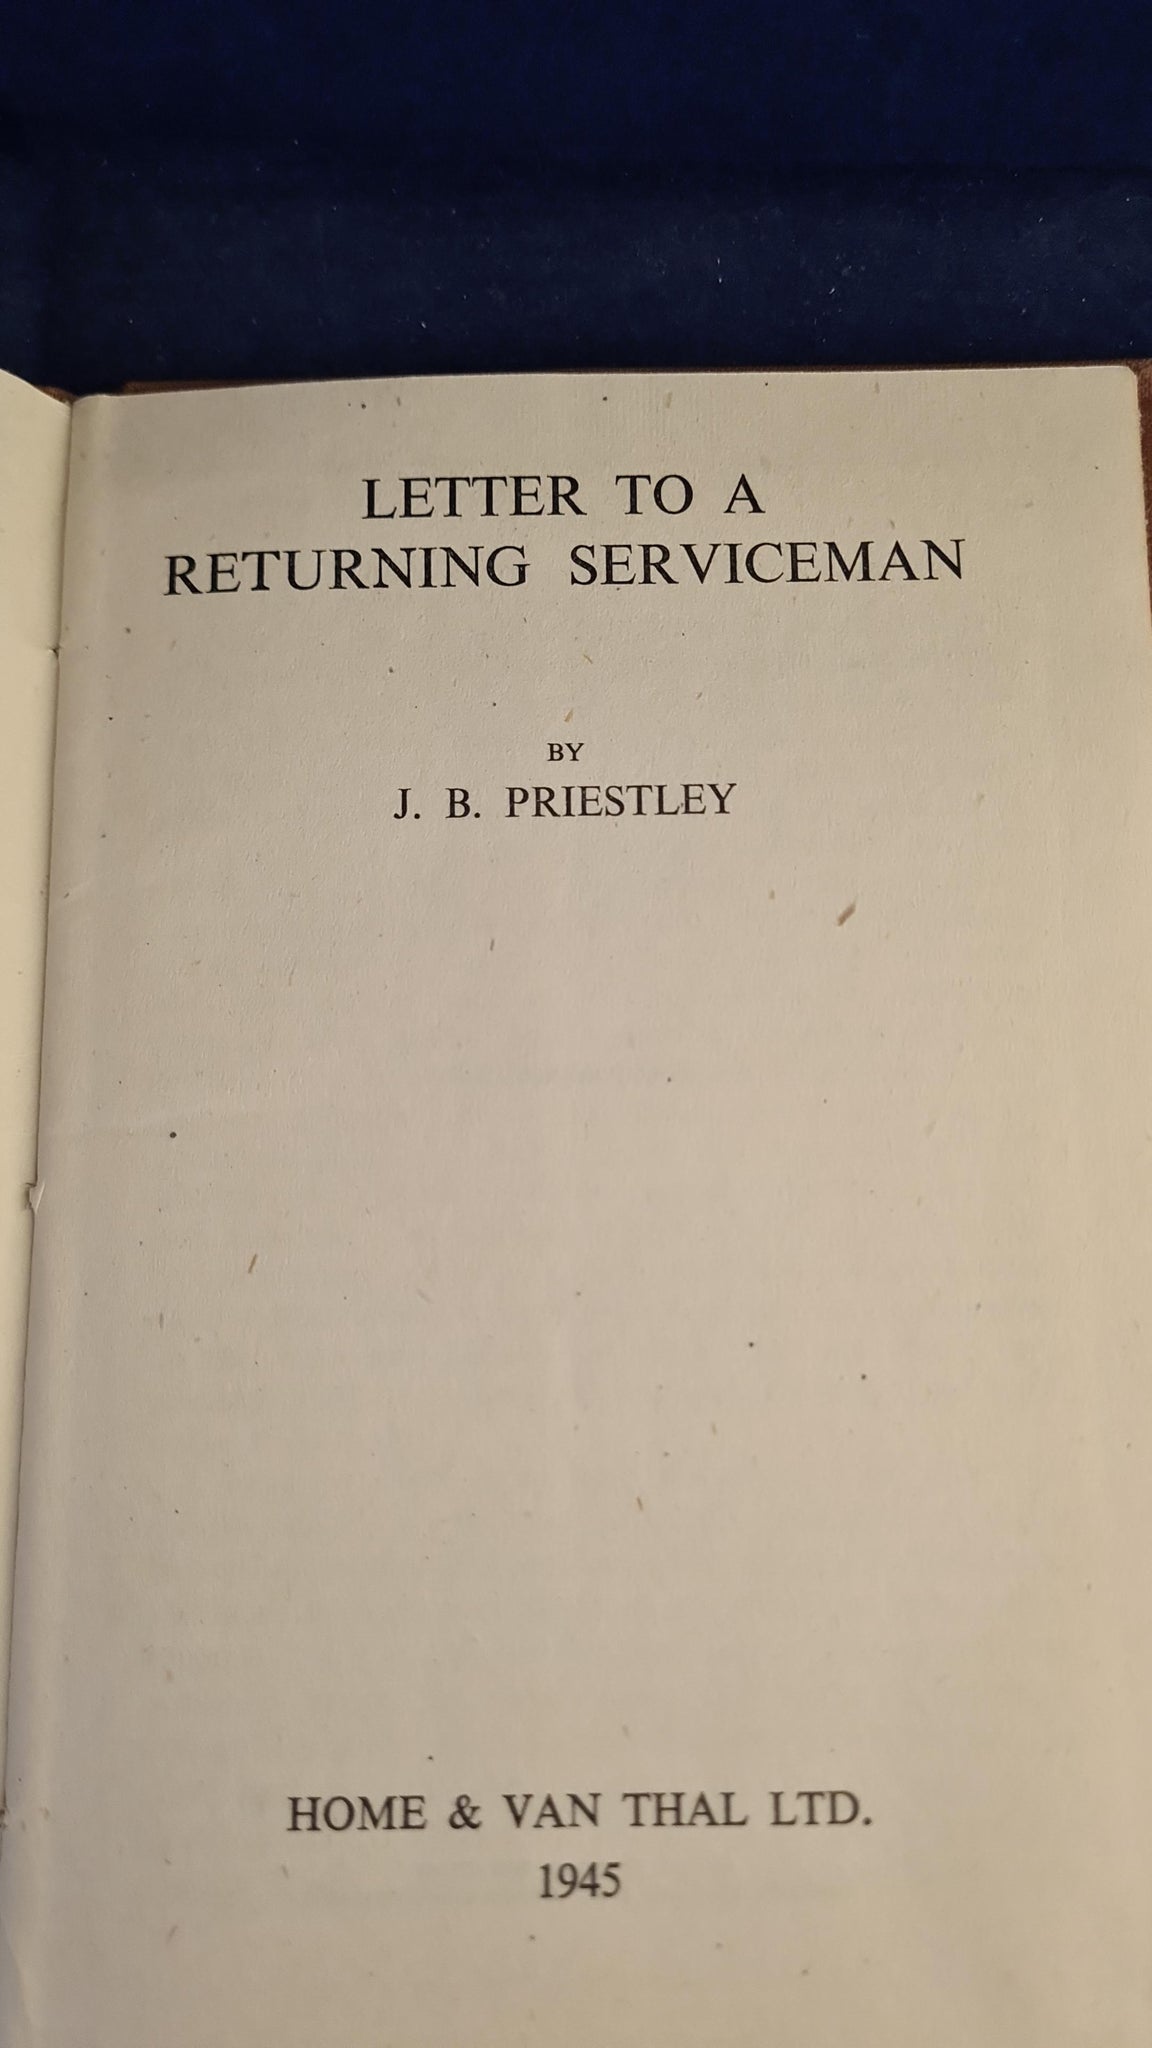 LETTER TO A
RETURNING SERVICEMAN
BY
J. B. PRIESTLEY
HOME & VAN THAL LTD.
1945